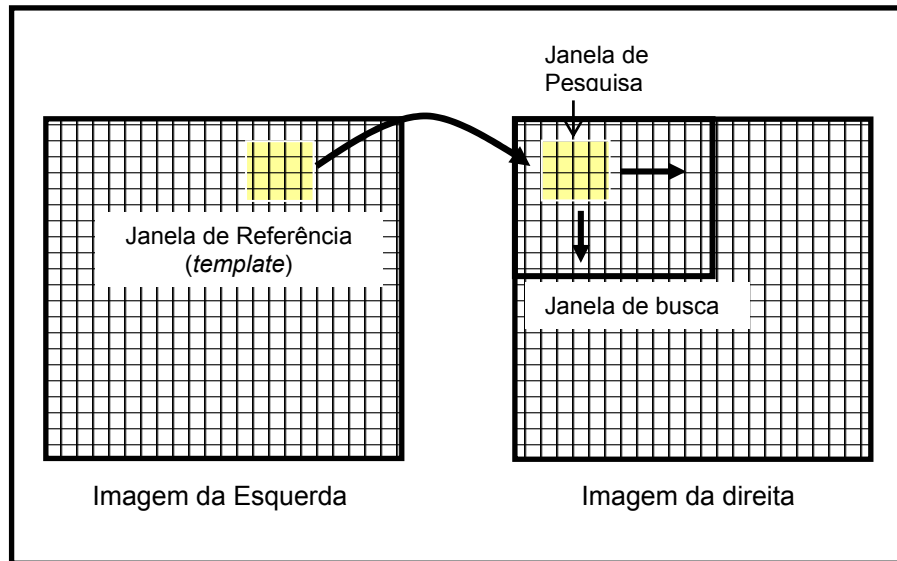 Janela de
Pesquisa
Janela de Referência
(template)
Janela de busca
Imagem da Esquerda
Imagem da direita